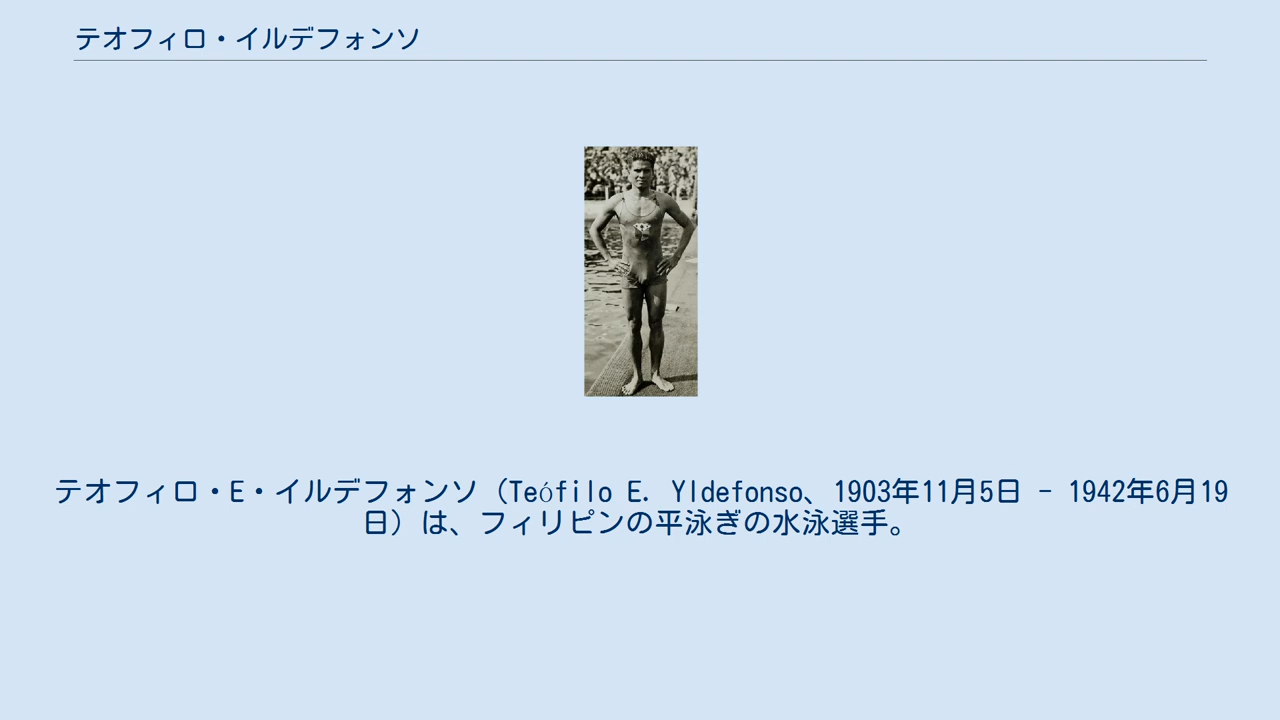 テオフィロ・イルデフォンソ
テオフィロ・E・イルデフォンソ（Teófilo E. Yldefonso、1903年11月5日 - 1942年6月19
日）は、フィリピンの平泳ぎの水泳選手。